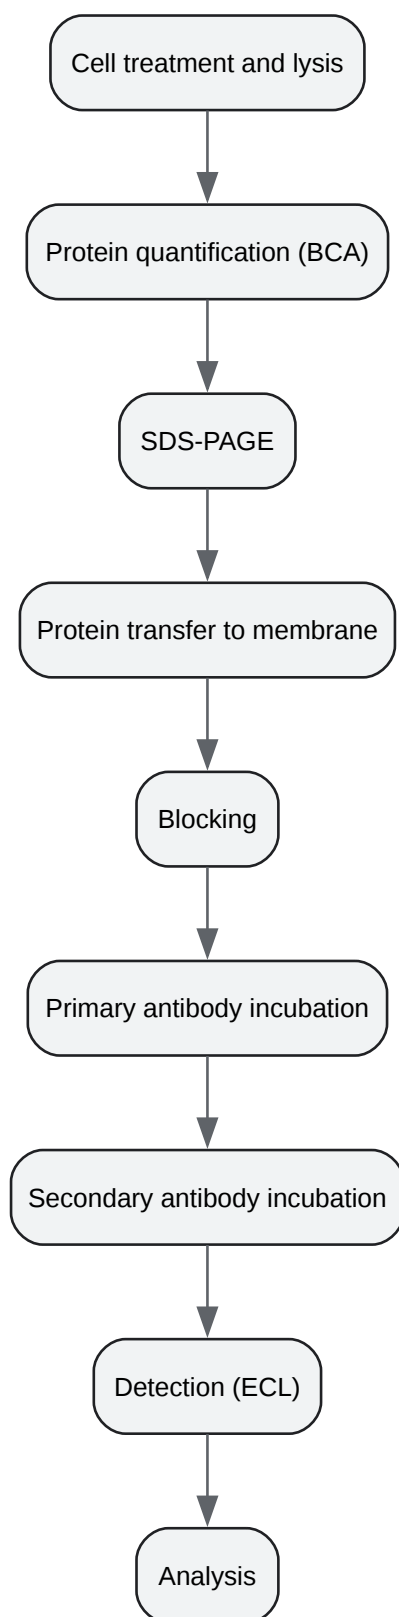 Cell treatment and lysis
Protein quantification (BCA)
SDS-PAGE
Protein transfer to membrane
Blocking
Primary antibody incubation
Secondary antibody incubation
Detection (ECL)
Analysis